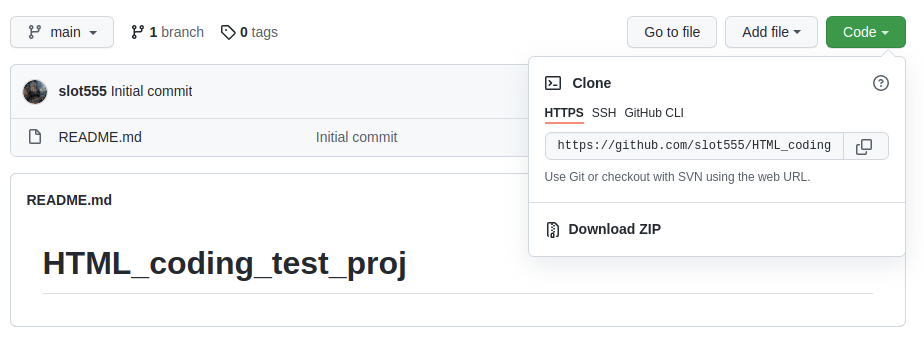 main 1 branch 0 tags Go to file Add file Code
slot555 Initial commit
README.md Initial commit
Clone
HTTPS SSH GitHub CLI
https://github.com/slot555/HTML_coding
Use Git or checkout with SVN using the web URL.
Download ZIP
README.md
HTML_coding_test_proj